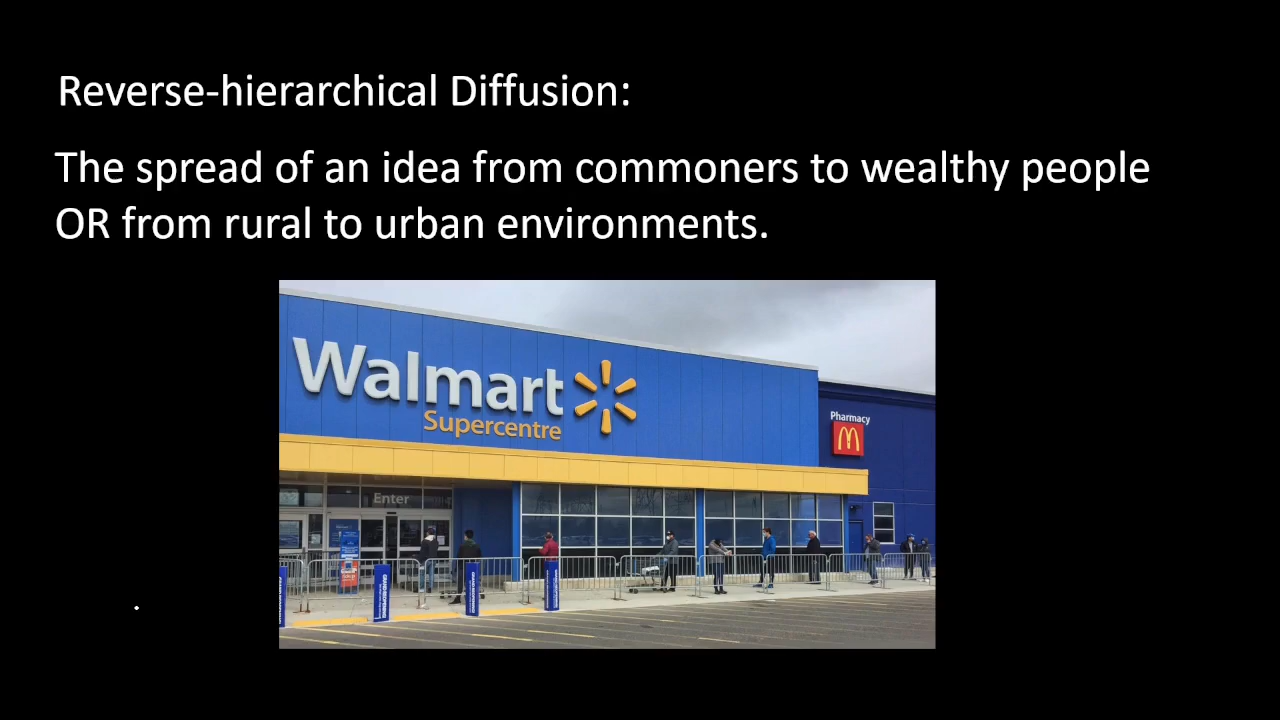 Reverse-hierarchical Diffusion:
The spread of an idea from commoners to wealthy people
OR from rural to urban environments.
Walmart
Supercentre
Pharmacy
Enter